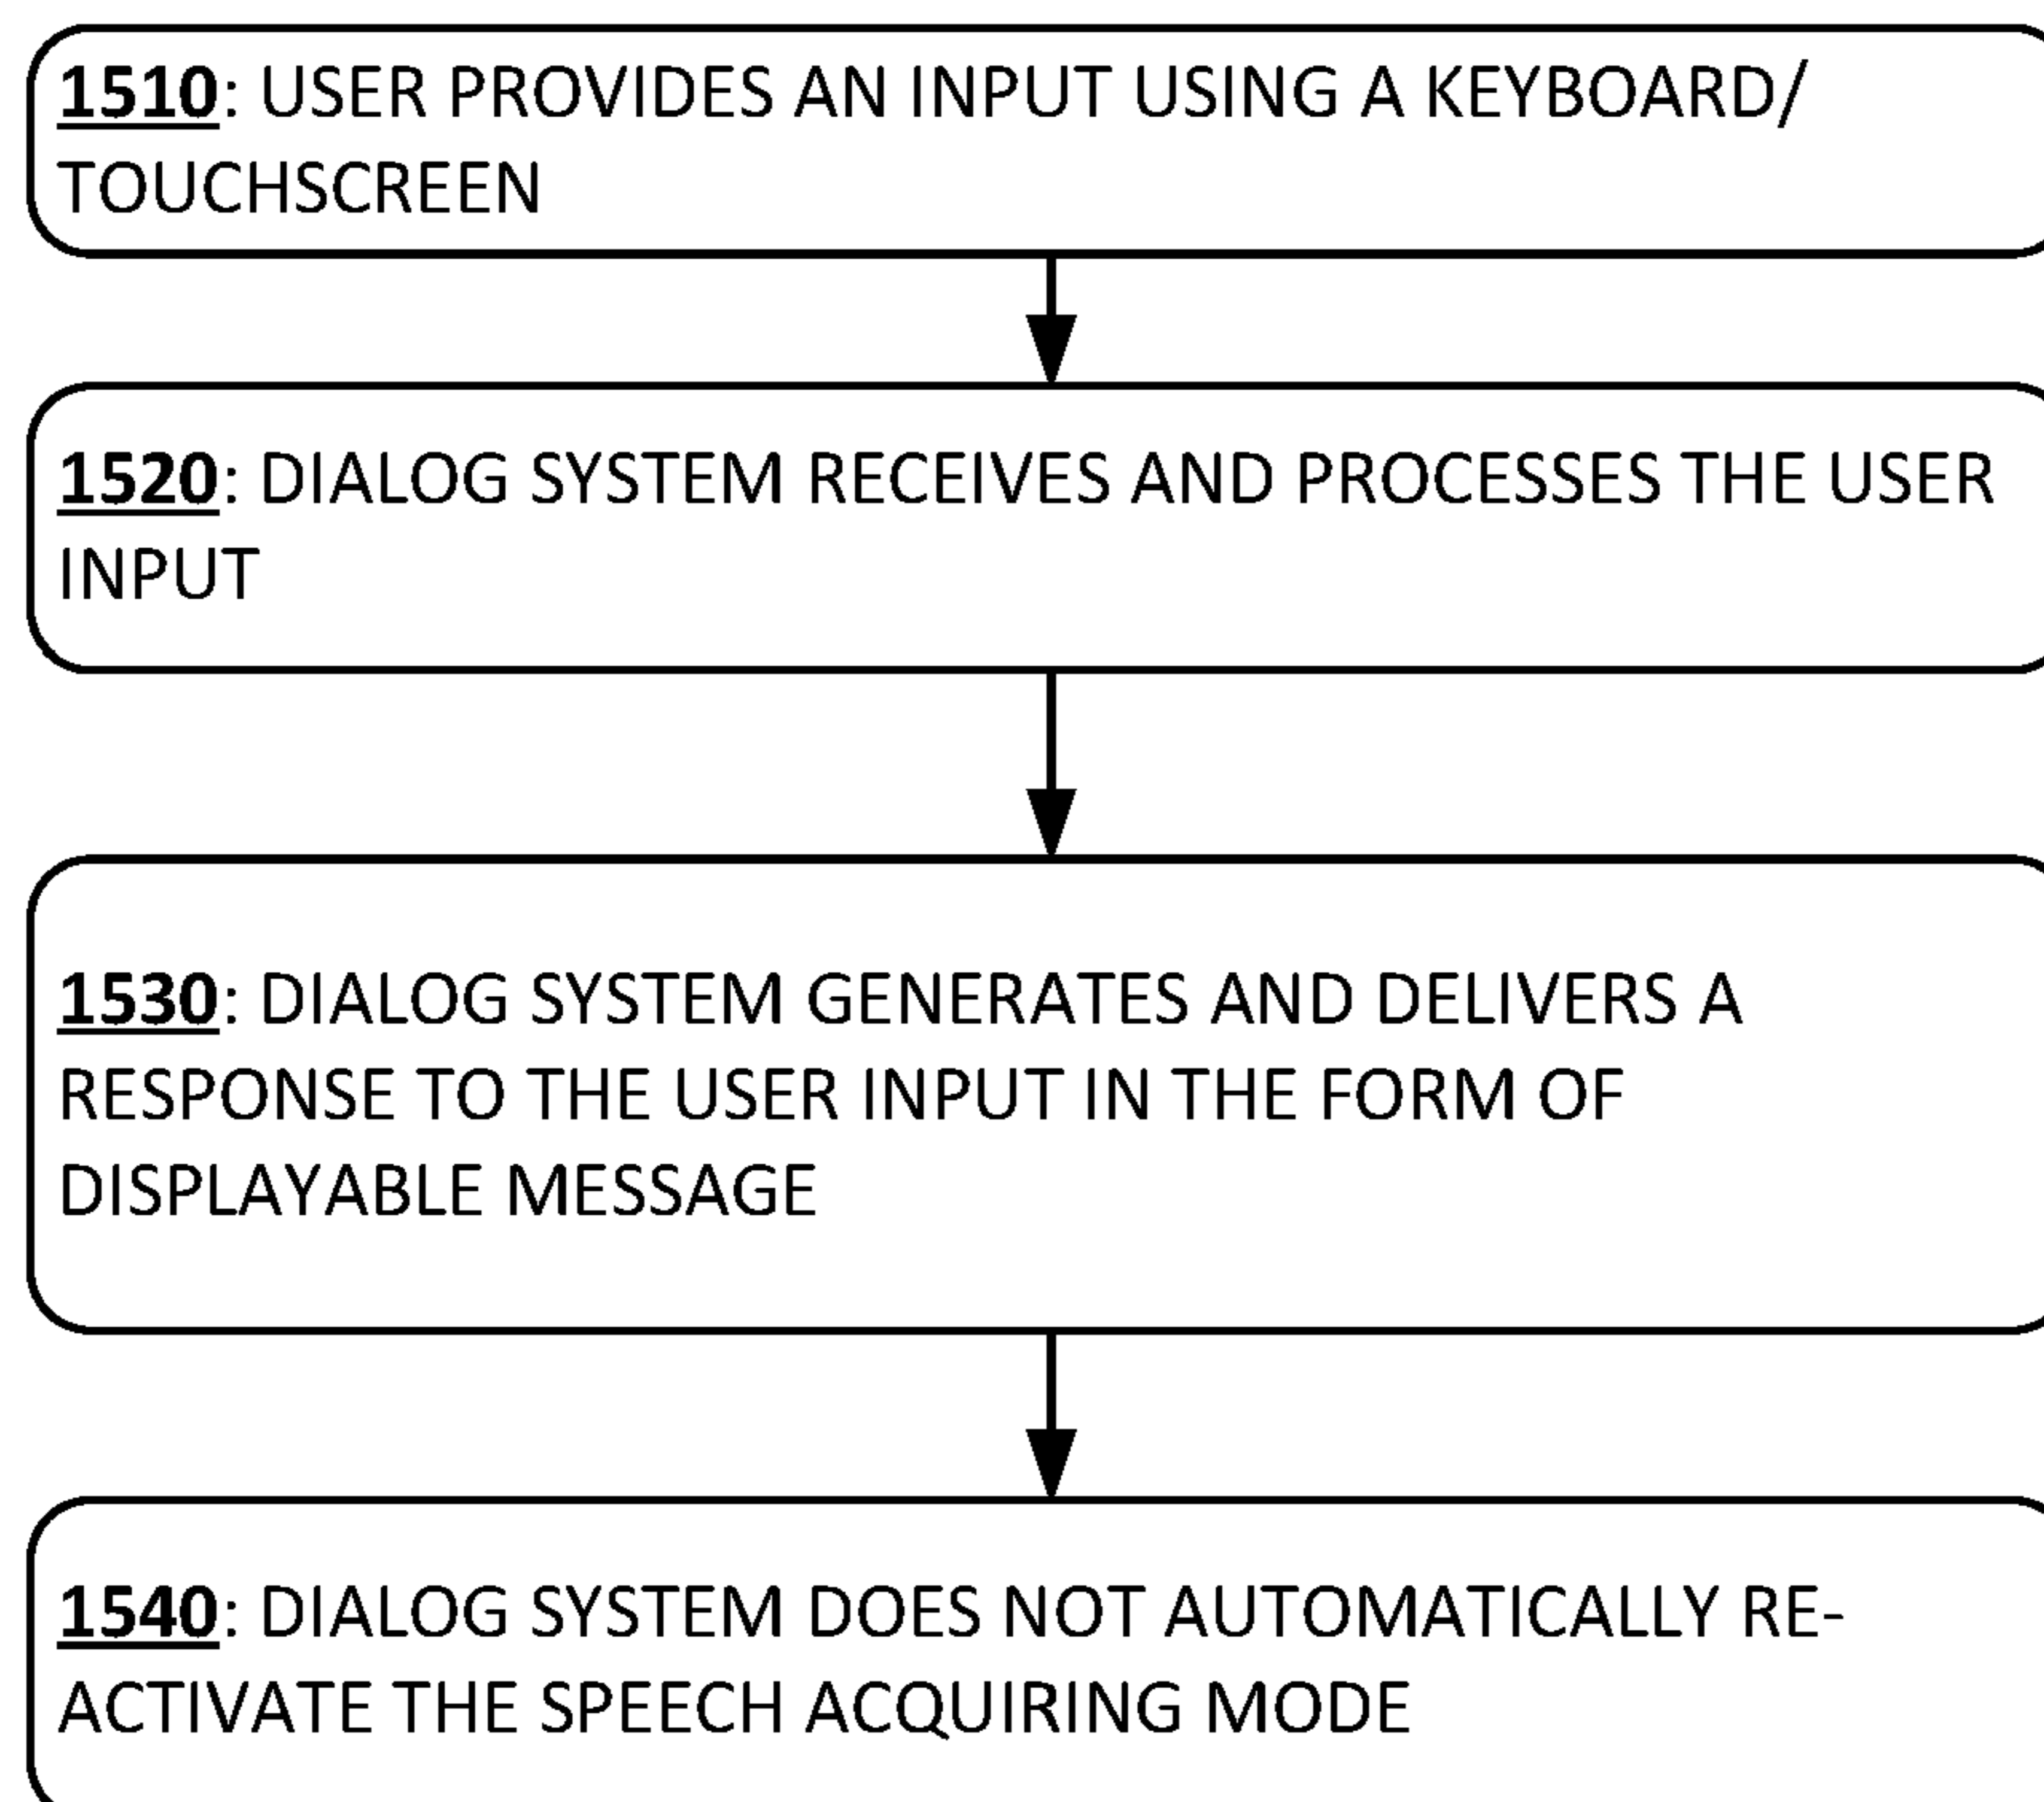 1510: USER PROVIDES AN INPUT USING A KEYBOARD/
TOUCHSCREEN
1520: DIALOG SYSTEM RECEIVES AND PROCESSES THE USER
INPUT
1530: DIALOG SYSTEM GENERATES AND DELIVERS A
RESPONSE TO THE USER INPUT IN THE FORM OF
DISPLAYABLE MESSAGE
1540: DIALOG SYSTEM DOES NOT AUTOMATICALLY RE-
ACTIVATE THE SPEECH ACQUIRING MODE